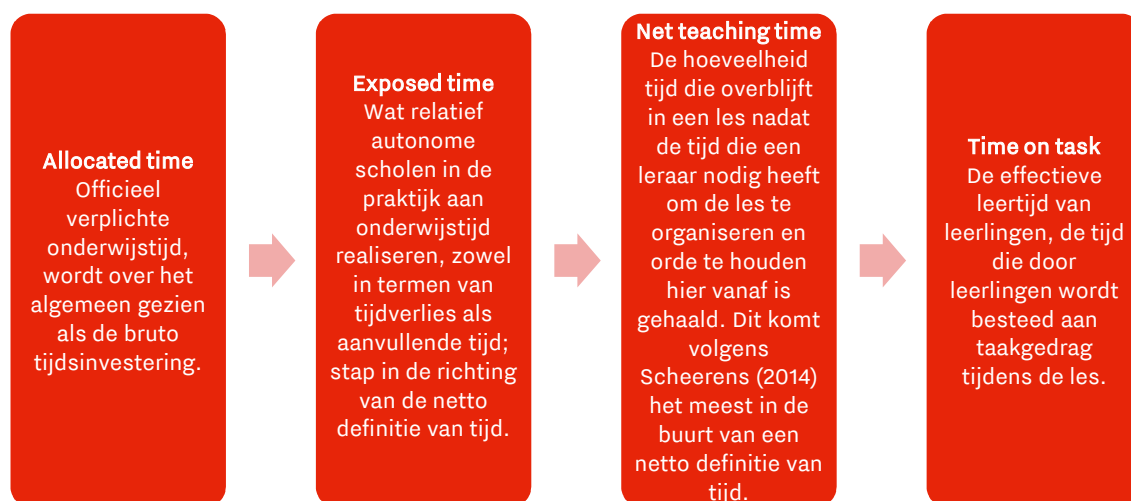 Allocated time
Officieel
verplichte
onderwijstijd,
wordt over het
algemeen gezien
als de bruto
tijdsinvestering.
Exposed time
Wat relatief
autonome
scholen in de
praktijk aan
onderwijstijd
realiseren, zowel
in termen van
tijdverlies als
aanvullende tijd;
stap in de richting
van de netto
definitie van tijd.
Net teaching time
De hoeveelheid
tijd die overblijft
in een les nadat
de tijd die een
leraar nodig heeft
om de les te
organiseren en
orde te houden
hier vanaf is
gehaald. Dit komt
volgens
Scheerens (2014)
het meest in de
buurt van een
netto definitie van
tijd.
Time on task
De effectieve
leertijd van
leerlingen, de tijd
die door
leerlingen wordt
besteed aan
taakgedrag
tijdens de les.